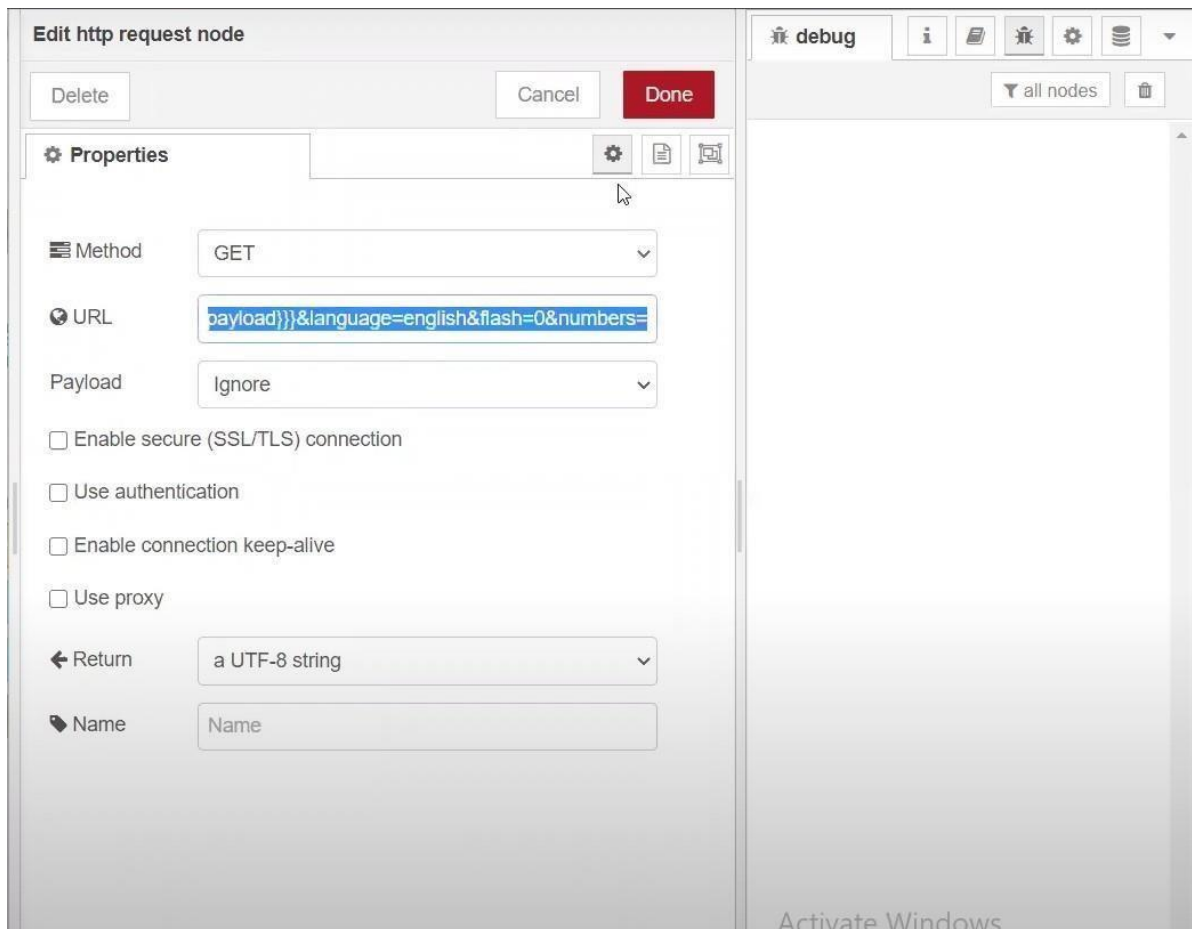 Edit http request node
debug
Delete
Cancel
Done
all nodes
Properties
Method
GET
URL
payload}}}&language=english&flash=0&numbers=
Payload
Ignore
Enable secure (SSL/TLS) connection
Use authentication
Enable connection keep-alive
Use proxy
Return
a UTF-8 string
Name
Name
Activate Windows